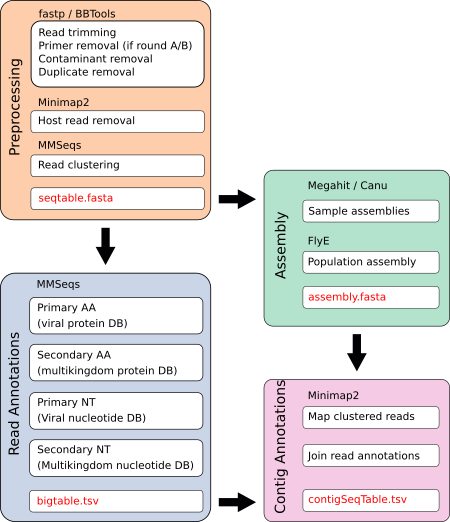 Preprocessing
fastp / BBTools
Read trimming
Primer removal (if round A/B)
Contaminant removal
Duplicate removal
Minimap2
Host read removal
MMSeqs
Read clustering
seqtable.fasta
Assembly
Megahit / Canu
Sample assemblies
FlyE
Population assembly
assembly.fasta
Read Annotations
MMSeqs
Primary AA
(viral protein DB)
Secondary AA
(multikingdom protein DB)
Primary NT
(Viral nucleotide DB)
Secondary NT
(Multikingdom nucleotide DB)
bigtable.tsv
Contig Annotations
Minimap2
Map clustered reads
Join read annotations
contigSeqTable.tsv